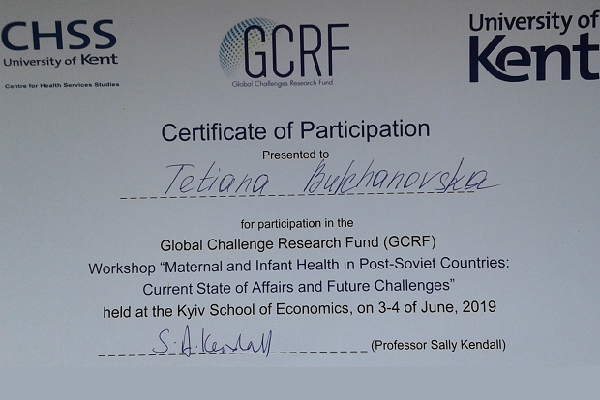 CHSS
University of Kent
Centre for Health Services Studies
GCRF
Global Challenges Research Fund
University of
Kent
Certificate of Participation
Presented to
Tetiana Bukhanovska
for participation in the
Global Challenge Research Fund (GCRF)
Workshop “Maternal and Infant Health in Post-Soviet Countries:
Current State of Affairs and Future Challenges”
held at the Kyiv School of Economics, on 3-4 of June, 2019
S.A.Kendall
(Professor Sally Kendall)